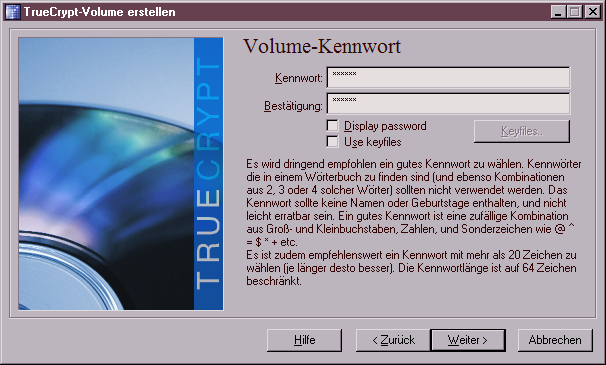 TrueCrypt-Volume erstellen
TRUECRYPT
Volume-Kennwort
Kennwort: ******
Bestätigung: ******
Display password
Use keyfiles
Keyfiles..
Es wird dringend empfohlen ein gutes Kennwort zu wählen. Kennwörter
die in einem Wörterbuch zu finden sind (und ebenso Kombinationen
aus 2, 3 oder 4 solcher Wörter) sollten nicht verwendet werden. Das
Kennwort sollte keine Namen oder Geburtstage enthalten, und nicht
leicht erratbar sein. Ein gutes Kennwort ist eine zufällige Kombination
aus Groß- und Kleinbuchstaben, Zahlen, und Sonderzeichen wie @ ^
= $ * + etc.
Es ist zudem empfehlenswert ein Kennwort mit mehr als 20 Zeichen zu
wählen (je länger desto besser). Die Kennwortlänge ist auf 64 Zeichen
beschränkt.
Hilfe
< Zurück
Weiter >
Abbrechen